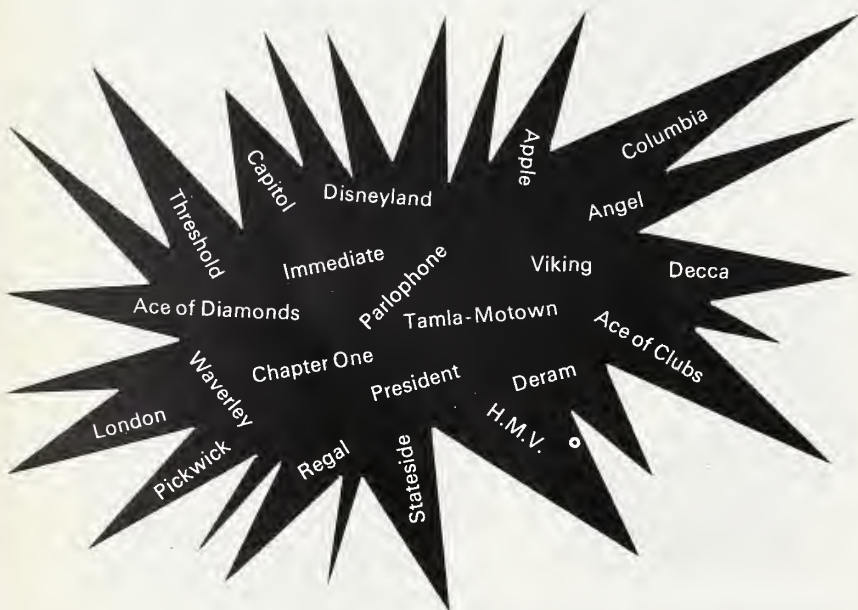 Apple
Columbia
Capitol
Disneyland
Angel
Threshold
Immediate
Parlophone
Viking
Decca
Ace of Diamonds
Tamla-Motown
Ace of Clubs
Waverley
Chapter One
President
Deram
London
H.M.V.
Pickwick
Regal
Stateside